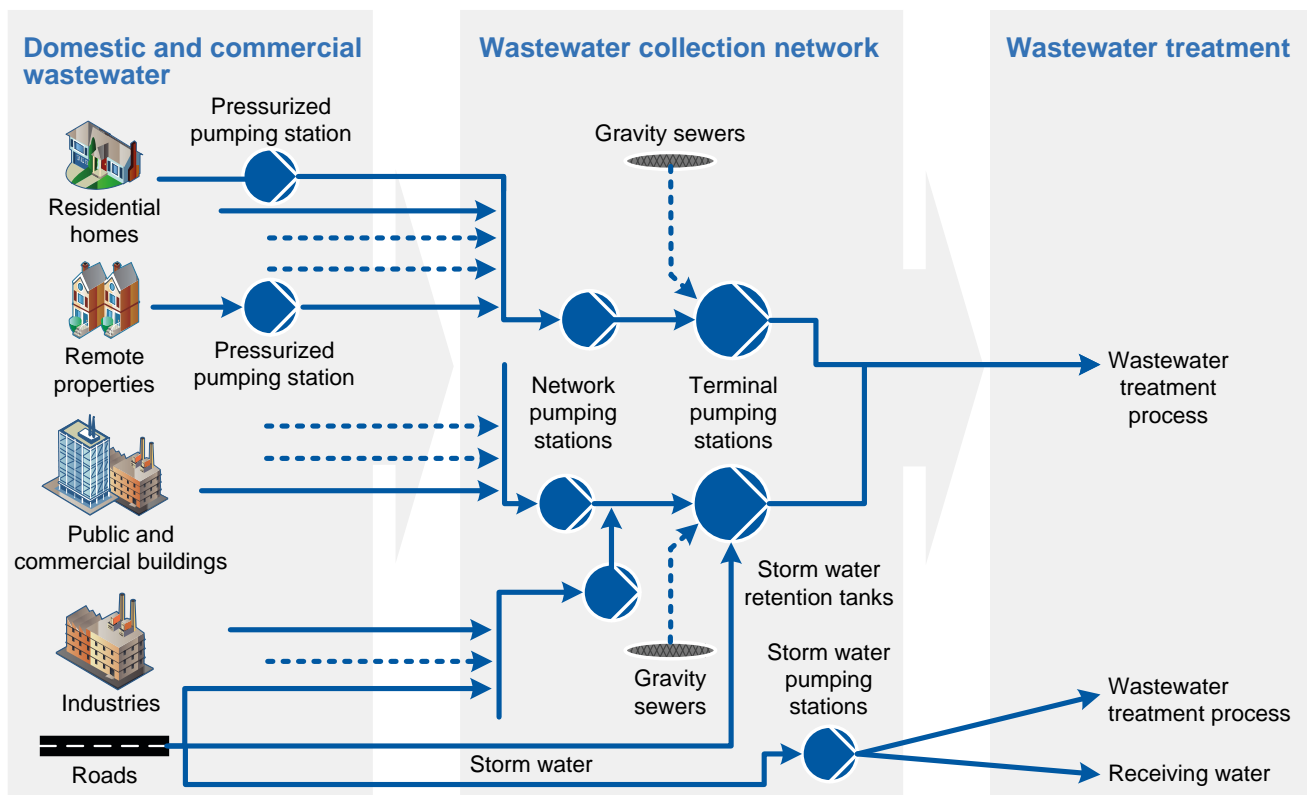 Domestic and commercial
wastewater
Pressurized
pumping station
Residential
homes
Remote
properties
Pressurized
pumping station
Public and
commercial buildings
Industries
Roads
Wastewater collection network
Gravity sewers
Network
pumping
stations
Terminal
pumping
stations
Storm water
retention tanks
Gravity
sewers
Storm water
pumping
stations
Storm water
Wastewater treatment
Wastewater
treatment
process
Wastewater
treatment process
Receiving water